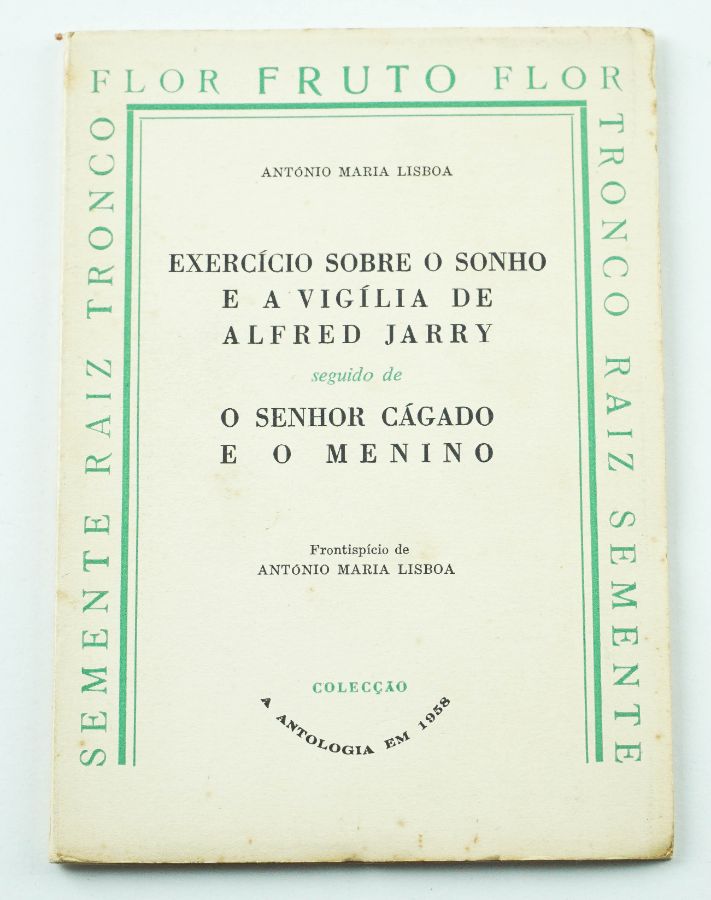 FLOR FRUTO FLOR
SEMENTE RAIZ TRONCO
TRONCO RAIZ SEMENTE
ANTÓNIO MARIA LISBOA
EXERCÍCIO SOBRE O SONHO
E A VIGÍLIA DE
ALFRED JARRY
seguido de
O SENHOR CÁGADO
E O MENINO
Frontispício de
ANTÓNIO MARIA LISBOA
COLECÇÃO
A ANTOLOGIA EM 1958